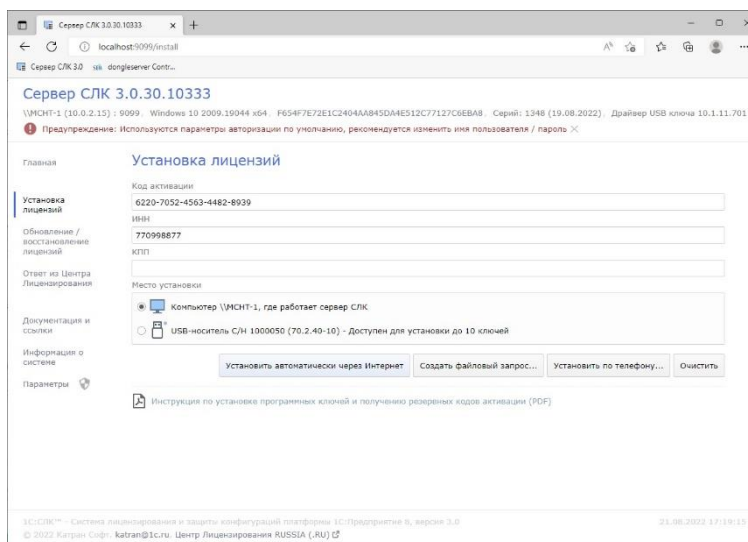 Сервер СЛК 3.0.30.10333
localhost:9099/install
Сервер СЛК 3.0 dongleserver Contr...
Сервер СЛК 3.0.30.10333
\\MCHT-1 (10.0.2.15) : 9099, Windows 10 2009.19044 x64, F654F7E72E1C2404AA845DA4E512C77127C6EBA8, Серий: 1348 (19.08.2022), Драйвер USB ключа 10.1.11.701
Предупреждение: Используются параметры авторизации по умолчанию, рекомендуется изменить имя пользователя / пароль
Главная
Установка лицензий
Обновление / восстановление лицензий
Ответ из Центра Лицензирования
Документация и ссылки
Информация о системе
Параметры
Установка лицензий
Код активации
6220-7052-4563-4482-8939
ИНН
770998877
КПП
Место установки
Компьютер \\MCHT-1, где работает сервер СЛК
USB-носитель С/Н 1000050 (70.2.40-10) - Доступен для установки до 10 ключей
Установить автоматически через Интернет
Создать файловый запрос...
Установить по телефону...
Очистить
Инструкция по установке программных ключей и получению резервных кодов активации (PDF)
1С:СЛК™ - Система лицензирования и защиты конфигураций платформы 1С:Предприятие 8, версия 3.0
21.08.2022 17:19:15
© 2022 Катран Софт. katran@1c.ru. Центр Лицензирования RUSSIA (.RU)